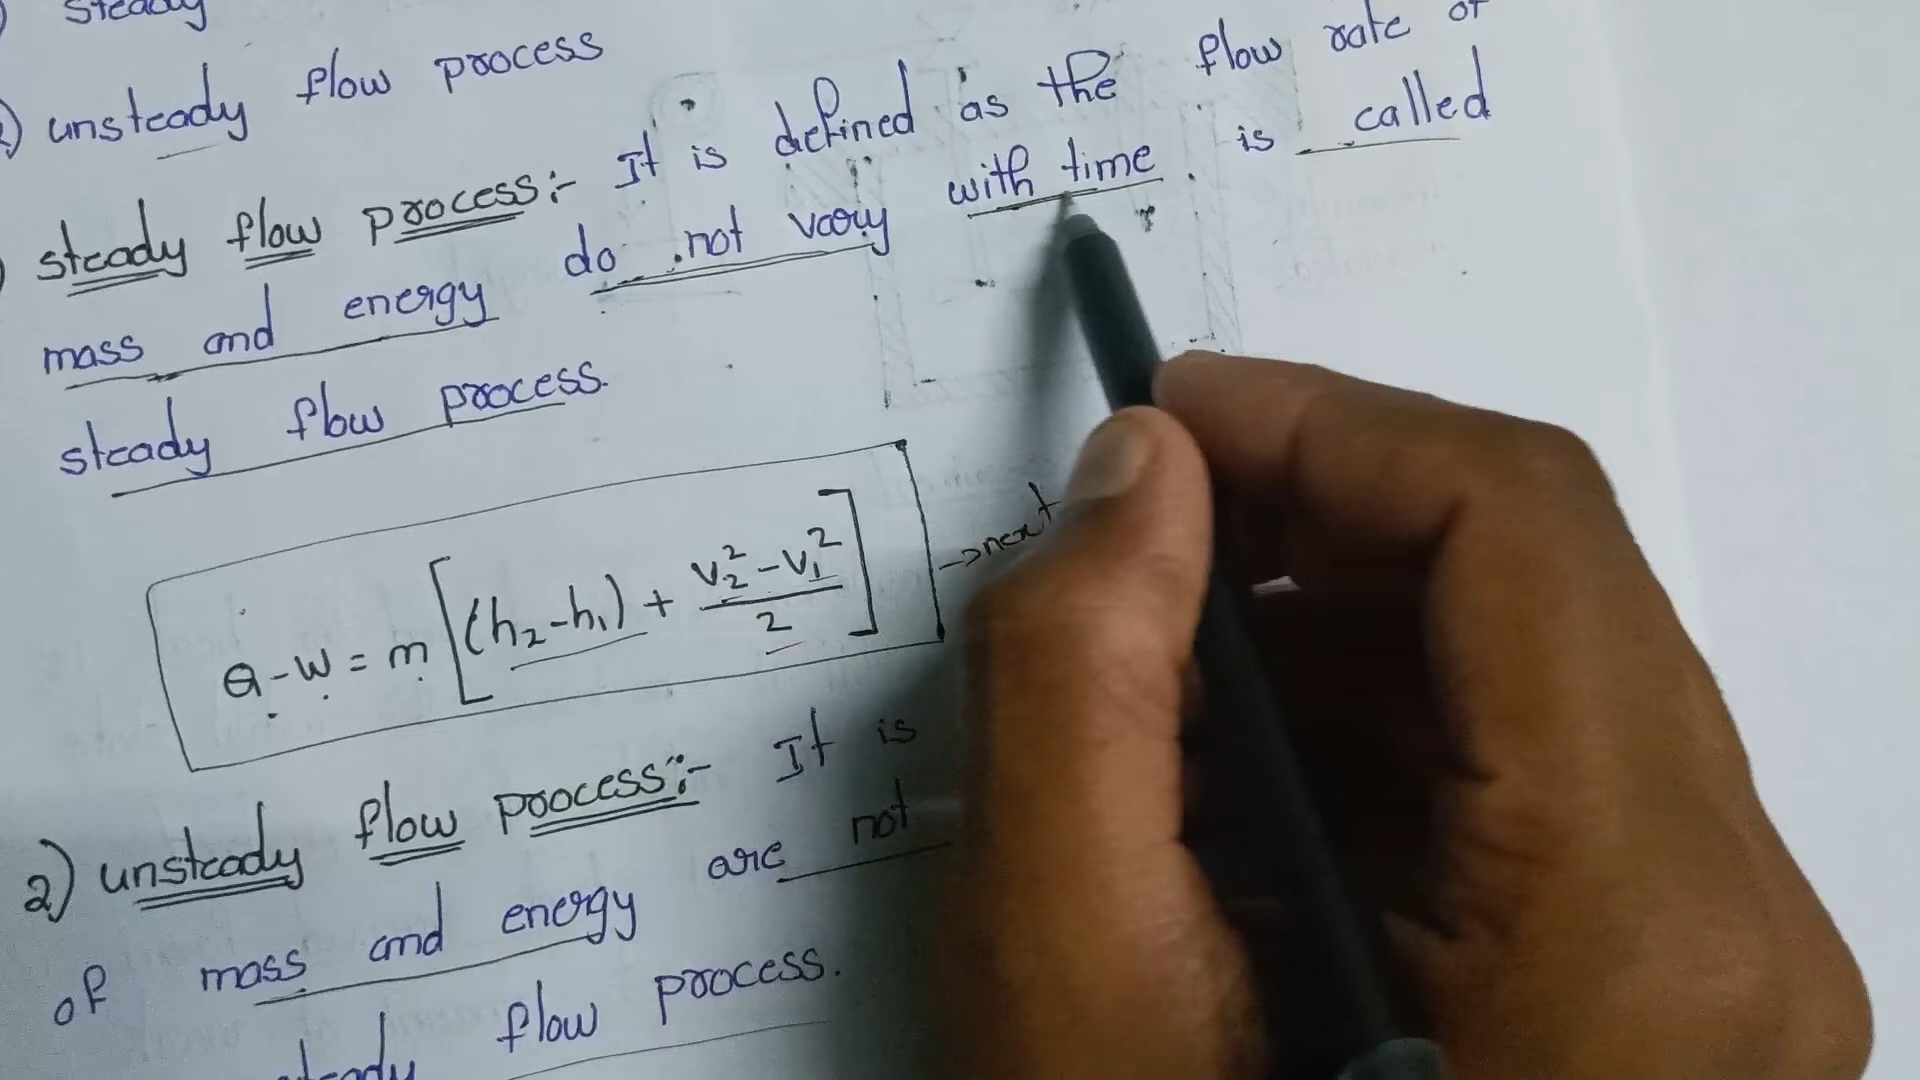 steady
unsteady flow process
steady flow process:- It is defined as the flow rate of
mass and energy do not vary with time. is called
steady flow process.
Q-W = m [(h₂-h₁) + (V₂²-V₁²)/2] → next
2) unsteady flow process:- It is
of mass and energy are not
steady flow process.